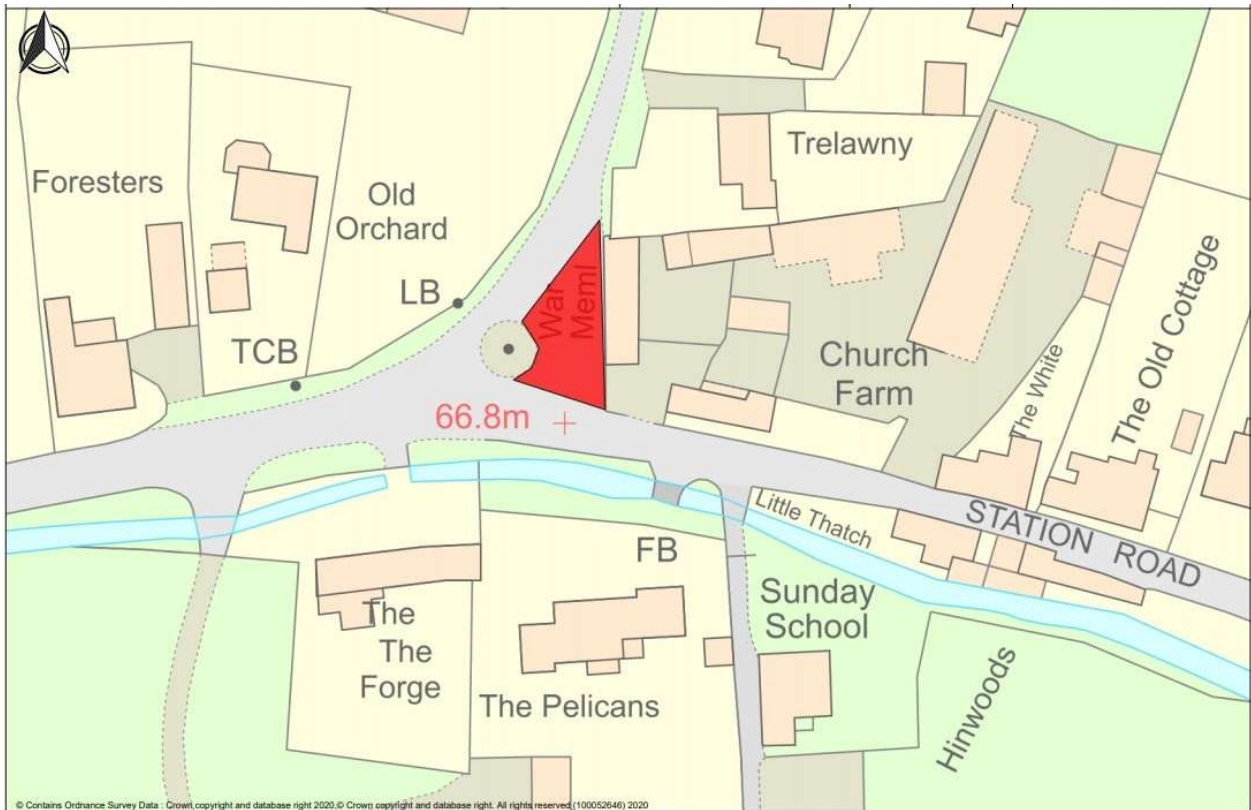 Foresters
Old
Orchard
Trelawny
LB
TCB
War
Meml
66.8m
Church
Farm
The White
The Old Cottage
STATION ROAD
Little Thatch
FB
Sunday
School
The
The
Forge
The Pelicans
Hinwoods
© Contains Ordnance Survey Data : Crown copyright and database right 2020 © Crown copyright and database right. All rights reserved (100052646) 2020